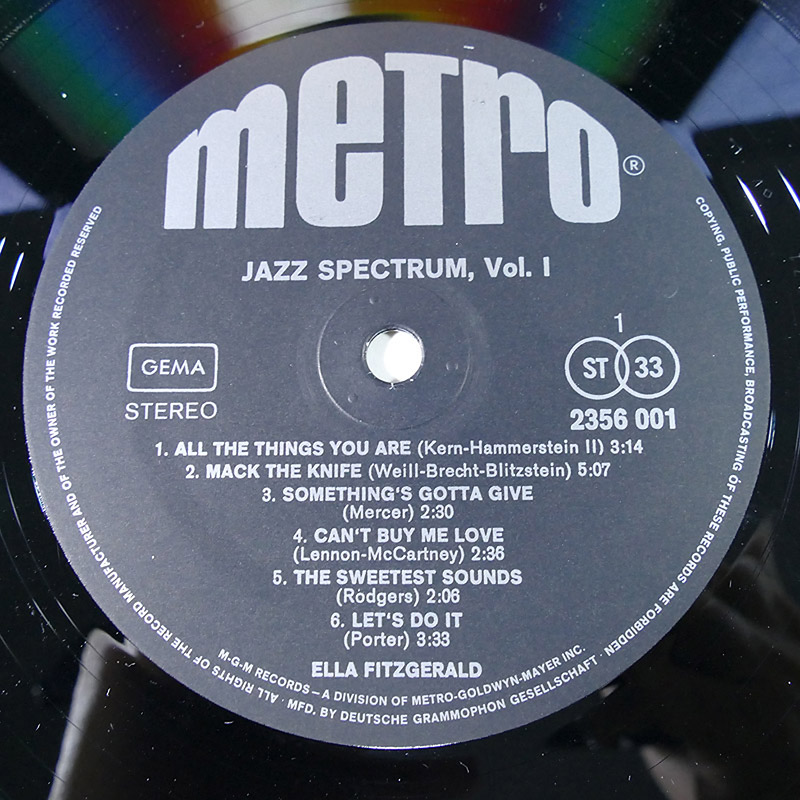 metro®
JAZZ SPECTRUM, Vol. I
GEMA
STEREO
1
ST 33
2356 001
1. ALL THE THINGS YOU ARE (Kern-Hammerstein II) 3:14
2. MACK THE KNIFE (Weill-Brecht-Blitzstein) 5:07
3. SOMETHING'S GOTTA GIVE
(Mercer) 2:30
4. CAN'T BUY ME LOVE
(Lennon-McCartney) 2:36
5. THE SWEETEST SOUNDS
(Rodgers) 2:06
6. LET'S DO IT
(Porter) 3:33
ELLA FITZGERALD
M-G-M RECORDS – A DIVISION OF METRO-GOLDWYN-MAYER INC.
ALL RIGHTS OF THE RECORD MANUFACTURER AND OF THE OWNER OF THE WORK RECORDED RESERVED
COPYING, PUBLIC PERFORMANCE, BROADCASTING OF THESE RECORDS ARE FORBIDDEN
· MFD. BY DEUTSCHE GRAMMOPHON GESELLSCHAFT ·